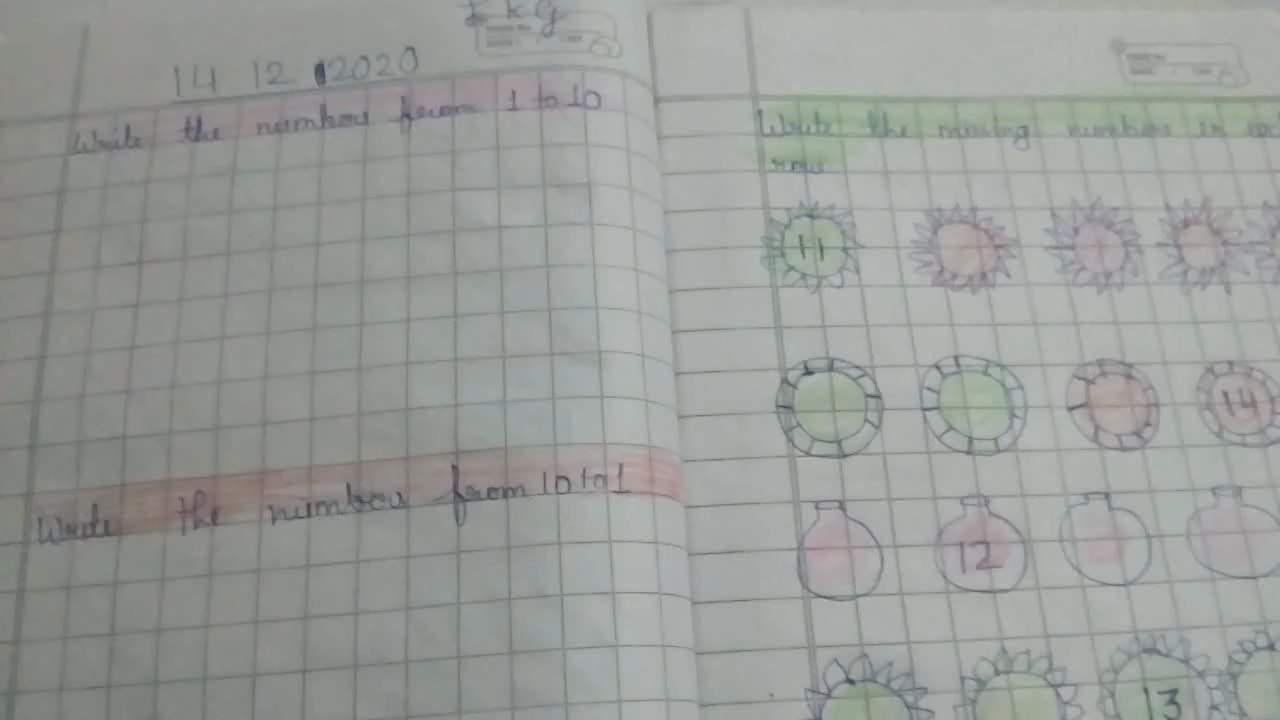 KKG
14 12 2020
Write the number from 1 to 10
Write the number from 10 to 1
Write the missing numbers in
11
14
12
13